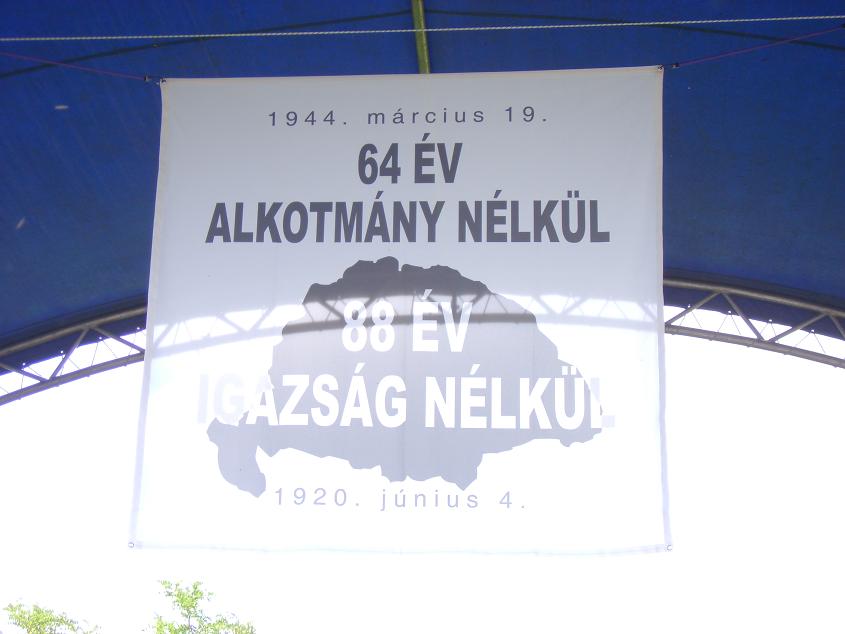 1944. március 19.
64 ÉV
ALKOTMÁNY NÉLKÜL
88 ÉV
IGAZSÁG NÉLKÜL
1920. június 4.